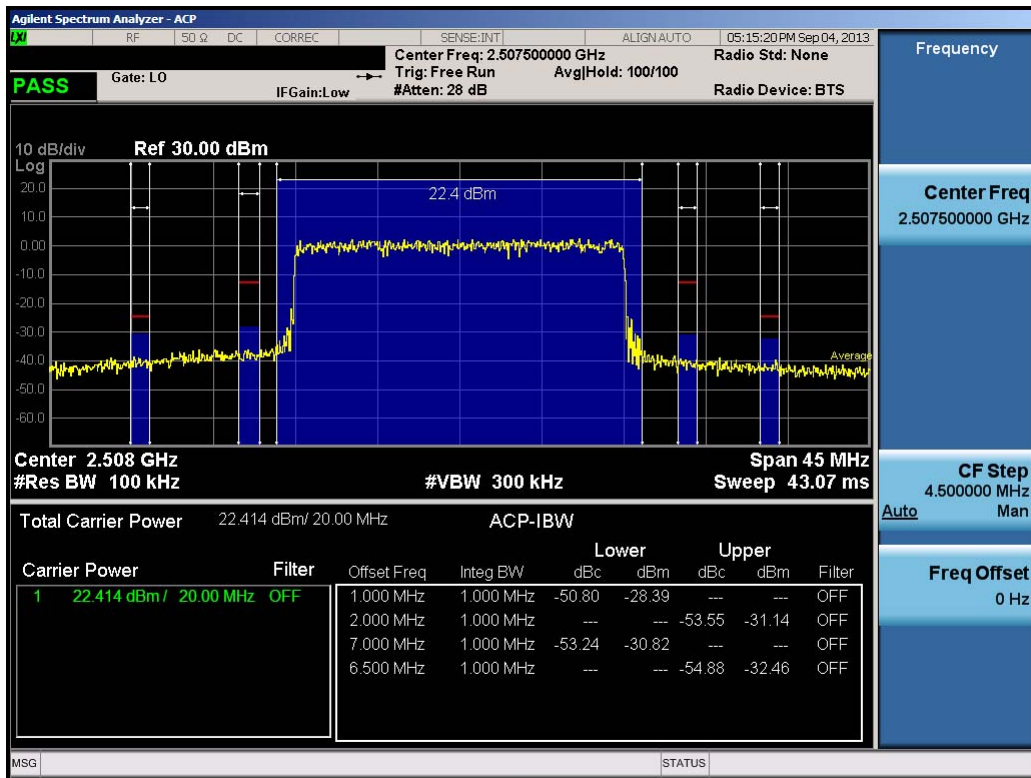 Agilent Spectrum Analyzer - ACP
LXI RF 50 Ω DC CORREC SENSE:INT ALIGN AUTO 05:15:20 PM Sep 04, 2013
Center Freq: 2.507500000 GHz Radio Std: None
Gate: LO Trig: Free Run Avg|Hold: 100/100
PASS IFGain:Low #Atten: 28 dB Radio Device: BTS
10 dB/div Ref 30.00 dBm
Log
20.0
10.0
0.00
-10.0
-20.0
-30.0
-40.0
-50.0
-60.0
22.4 dBm
Average
Center 2.508 GHz Span 45 MHz
#Res BW 100 kHz #VBW 300 kHz Sweep 43.07 ms
Total Carrier Power 22.414 dBm/ 20.00 MHz ACP-IBW
Lower Upper
Carrier Power Filter Offset Freq Integ BW dBc dBm dBc dBm Filter
1 22.414 dBm / 20.00 MHz OFF 1.000 MHz 1.000 MHz -50.80 -28.39 --- --- OFF
2.000 MHz 1.000 MHz --- --- -53.55 -31.14 OFF
7.000 MHz 1.000 MHz -53.24 -30.82 --- --- OFF
6.500 MHz 1.000 MHz --- --- -54.88 -32.46 OFF
MSG STATUS
Frequency
Center Freq
2.507500000 GHz
CF Step
4.500000 MHz
Auto Man
Freq Offset
0 Hz